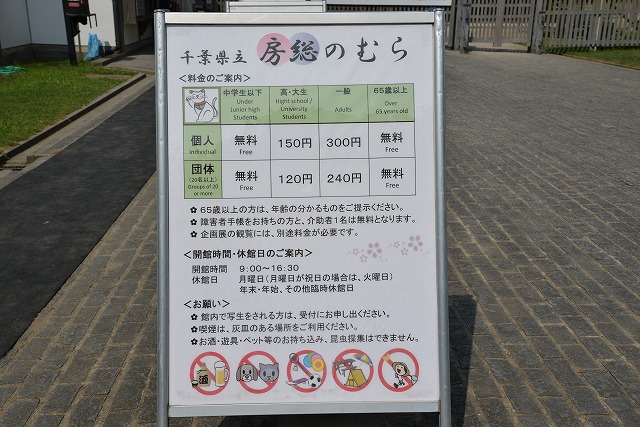 千葉県立 房総のむら
<料金のご案内>
中学生以下 高・大生 一般 65歳以上
Under Junior high Students Hight school / University Students Adults Over 65 years old
個人 無料 150円 300円 無料
individual Free Free
団体 無料 120円 240円 無料
(20名以上) Groups of 20 or more Free Free
✿ 65歳以上の方は、年齢の分かるものをご提示ください。
✿ 障害者手帳をお持ちの方と、介助者1名は無料となります。
✿ 企画展の観覧には、別途料金が必要です。
<開館時間・休館日のご案内>
開館時間 9:00～16:30
休館日 月曜日(月曜日が祝日の場合は、火曜日)
年末・年始、その他臨時休館日
<お願い>
✿ 館内で写生をされる方は、受付にお申し出ください。
✿ 喫煙は、灰皿のある場所をご利用ください。
✿ お酒・遊具・ペット等のお持ち込み、昆虫採集はできません。
酒